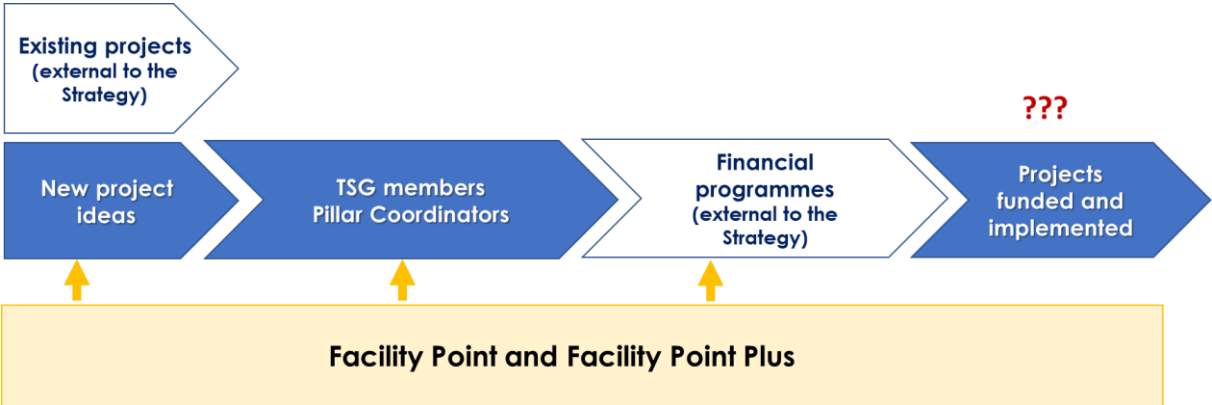 Existing projects
(external to the
Strategy)
???
New project
ideas
TSG members
Pillar Coordinators
Financial
programmes
(external to the
Strategy)
Projects
funded and
implemented
Facility Point and Facility Point Plus